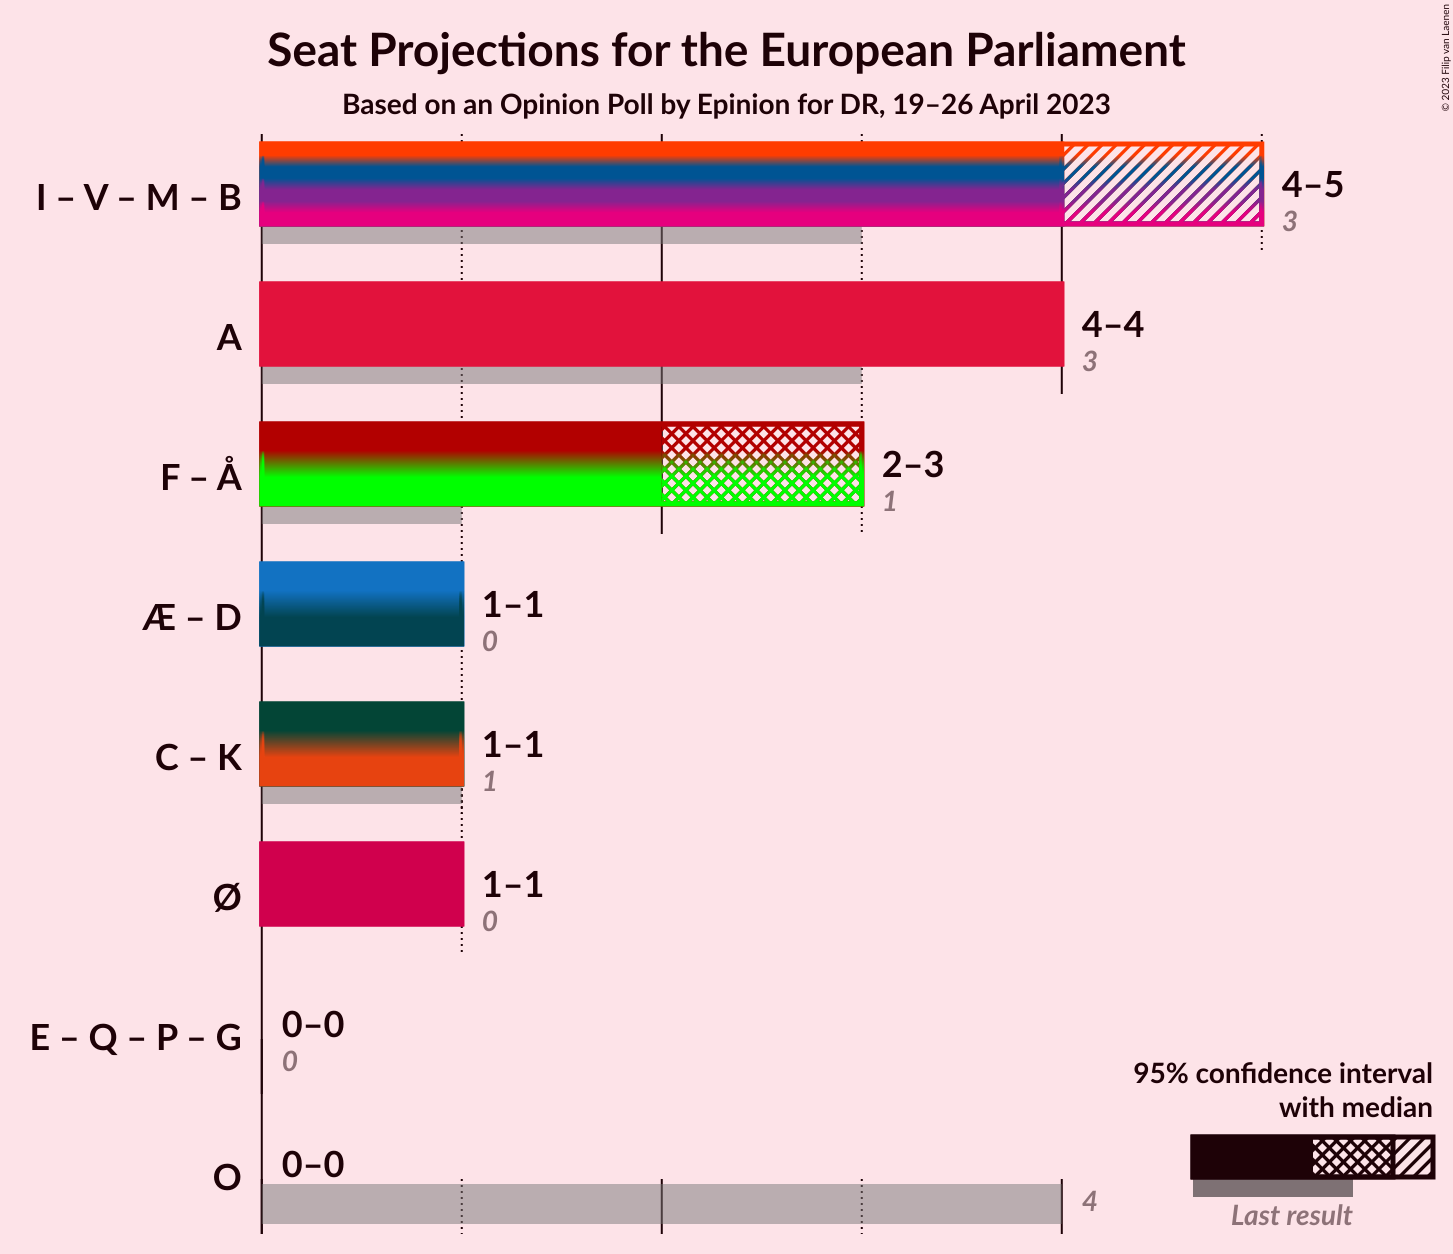 Seat Projections for the European Parliament
Based on an Opinion Poll by Epinion for DR, 19–26 April 2023
© 2023 Filip van Laenen
I – V – M – B
4–5
3
A
4–4
3
F – Å
2–3
1
Æ – D
1–1
0
C – K
1–1
1
Ø
1–1
0
E – Q – P – G
0–0
0
O
0–0
4
95% confidence interval
with median
Last result